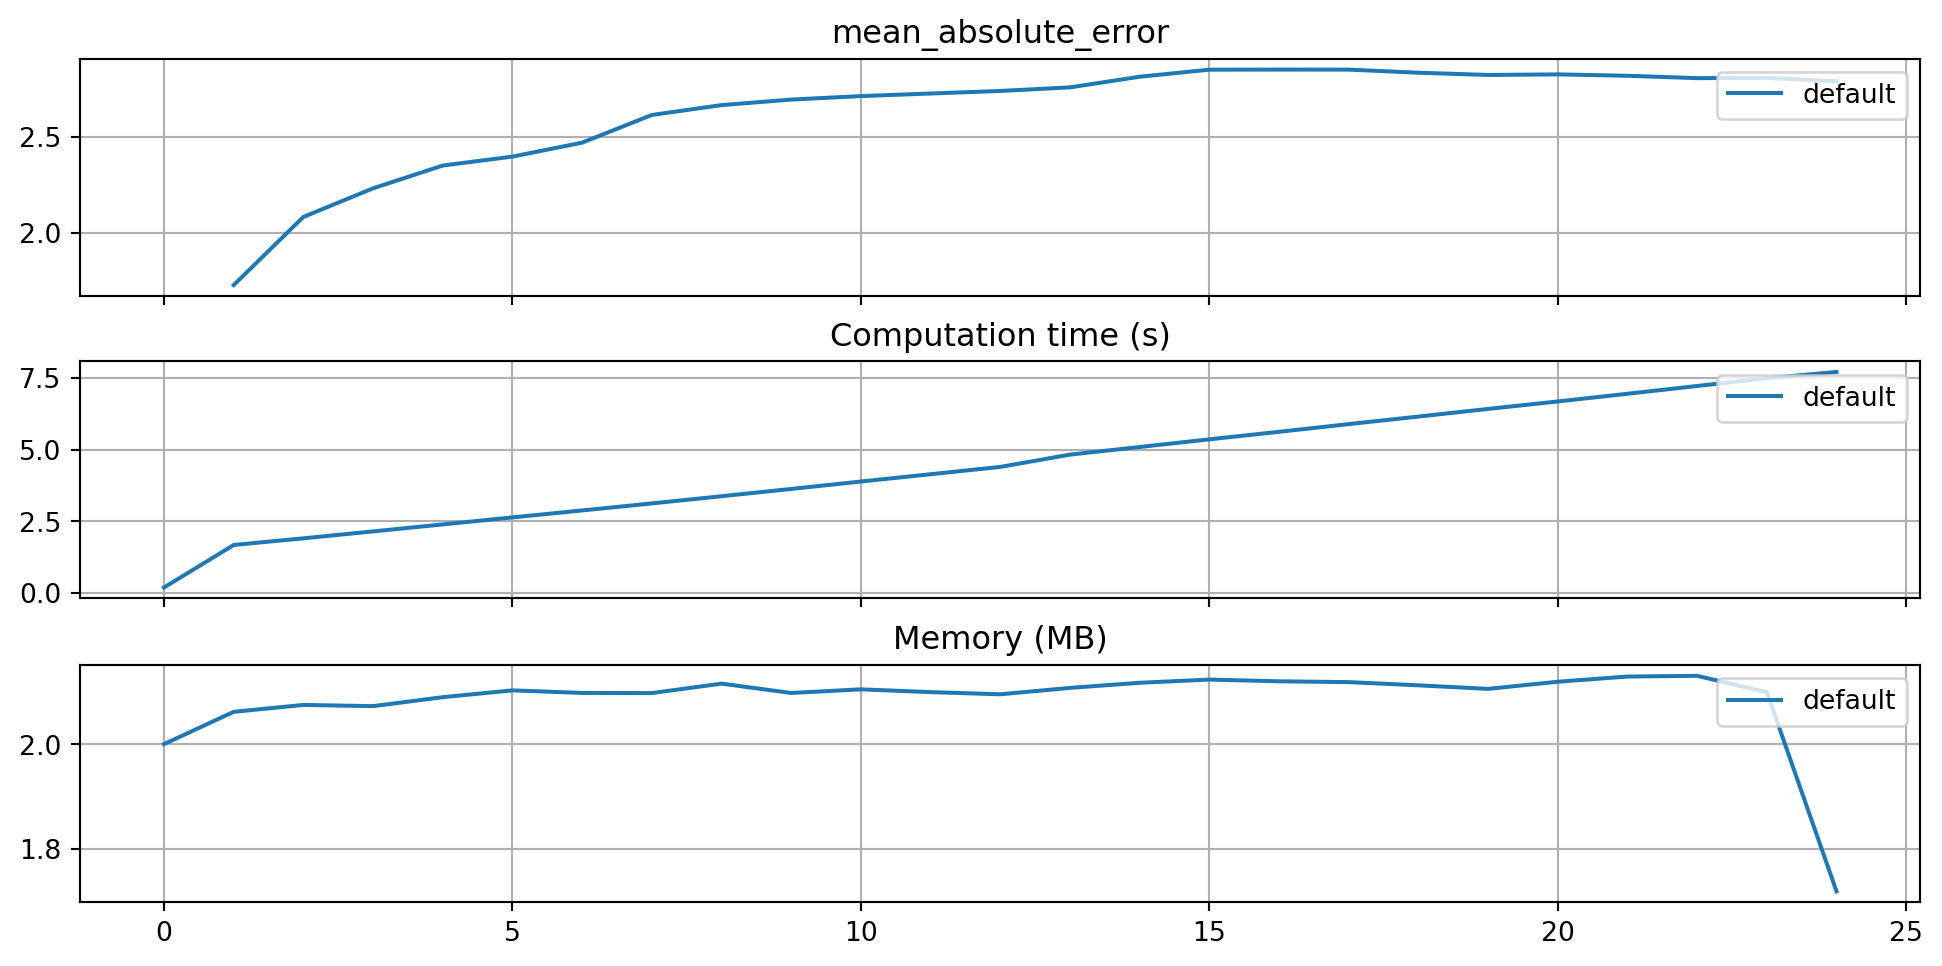 mean_absolute_error
2.5
2.0
default
Computation time (s)
7.5
5.0
2.5
0.0
default
Memory (MB)
2.0
1.8
default
0 5 10 15 20 25